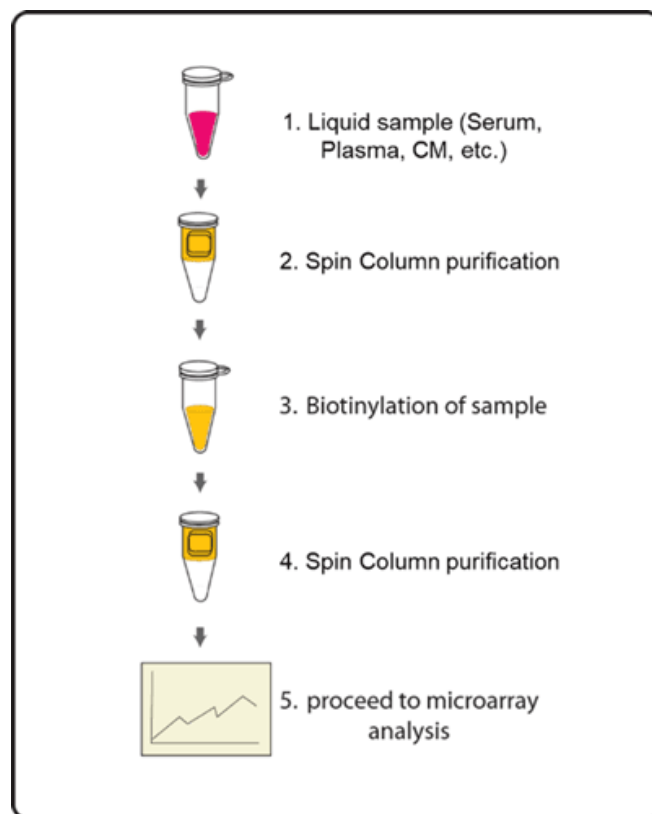 1. Liquid sample (Serum,
Plasma, CM, etc.)
2. Spin Column purification
3. Biotinylation of sample
4. Spin Column purification
5. proceed to microarray
analysis